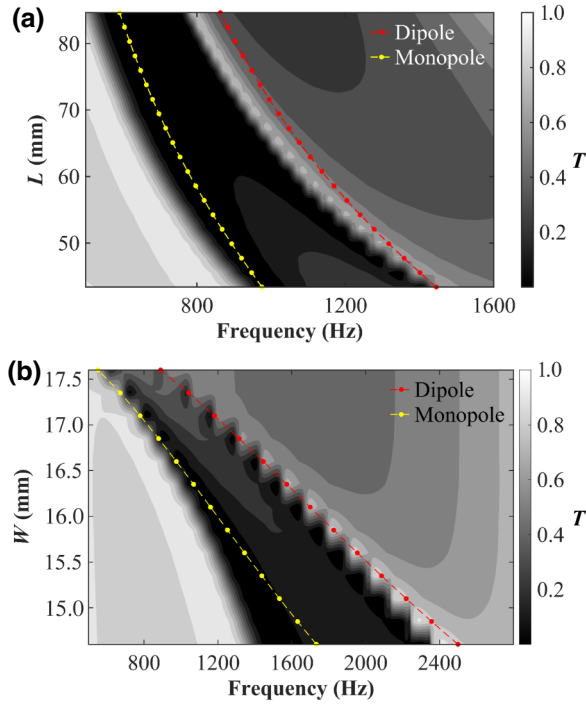 (a)
80
70
60
50
L (mm)
Dipole
Monopole
800
1200
1600
Frequency (Hz)
1.0
0.8
0.6
0.4
0.2
T
(b)
17.5
17.0
16.5
16.0
15.5
15.0
W (mm)
Dipole
Monopole
800
1200
1600
2000
2400
Frequency (Hz)
1.0
0.8
0.6
0.4
0.2
T